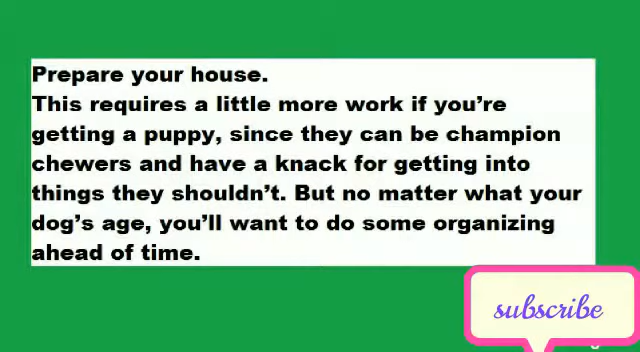 Prepare your house.
This requires a little more work if you’re
getting a puppy, since they can be champion
chewers and have a knack for getting into
things they shouldn’t. But no matter what your
dog’s age, you’ll want to do some organizing
ahead of time.
subscribe